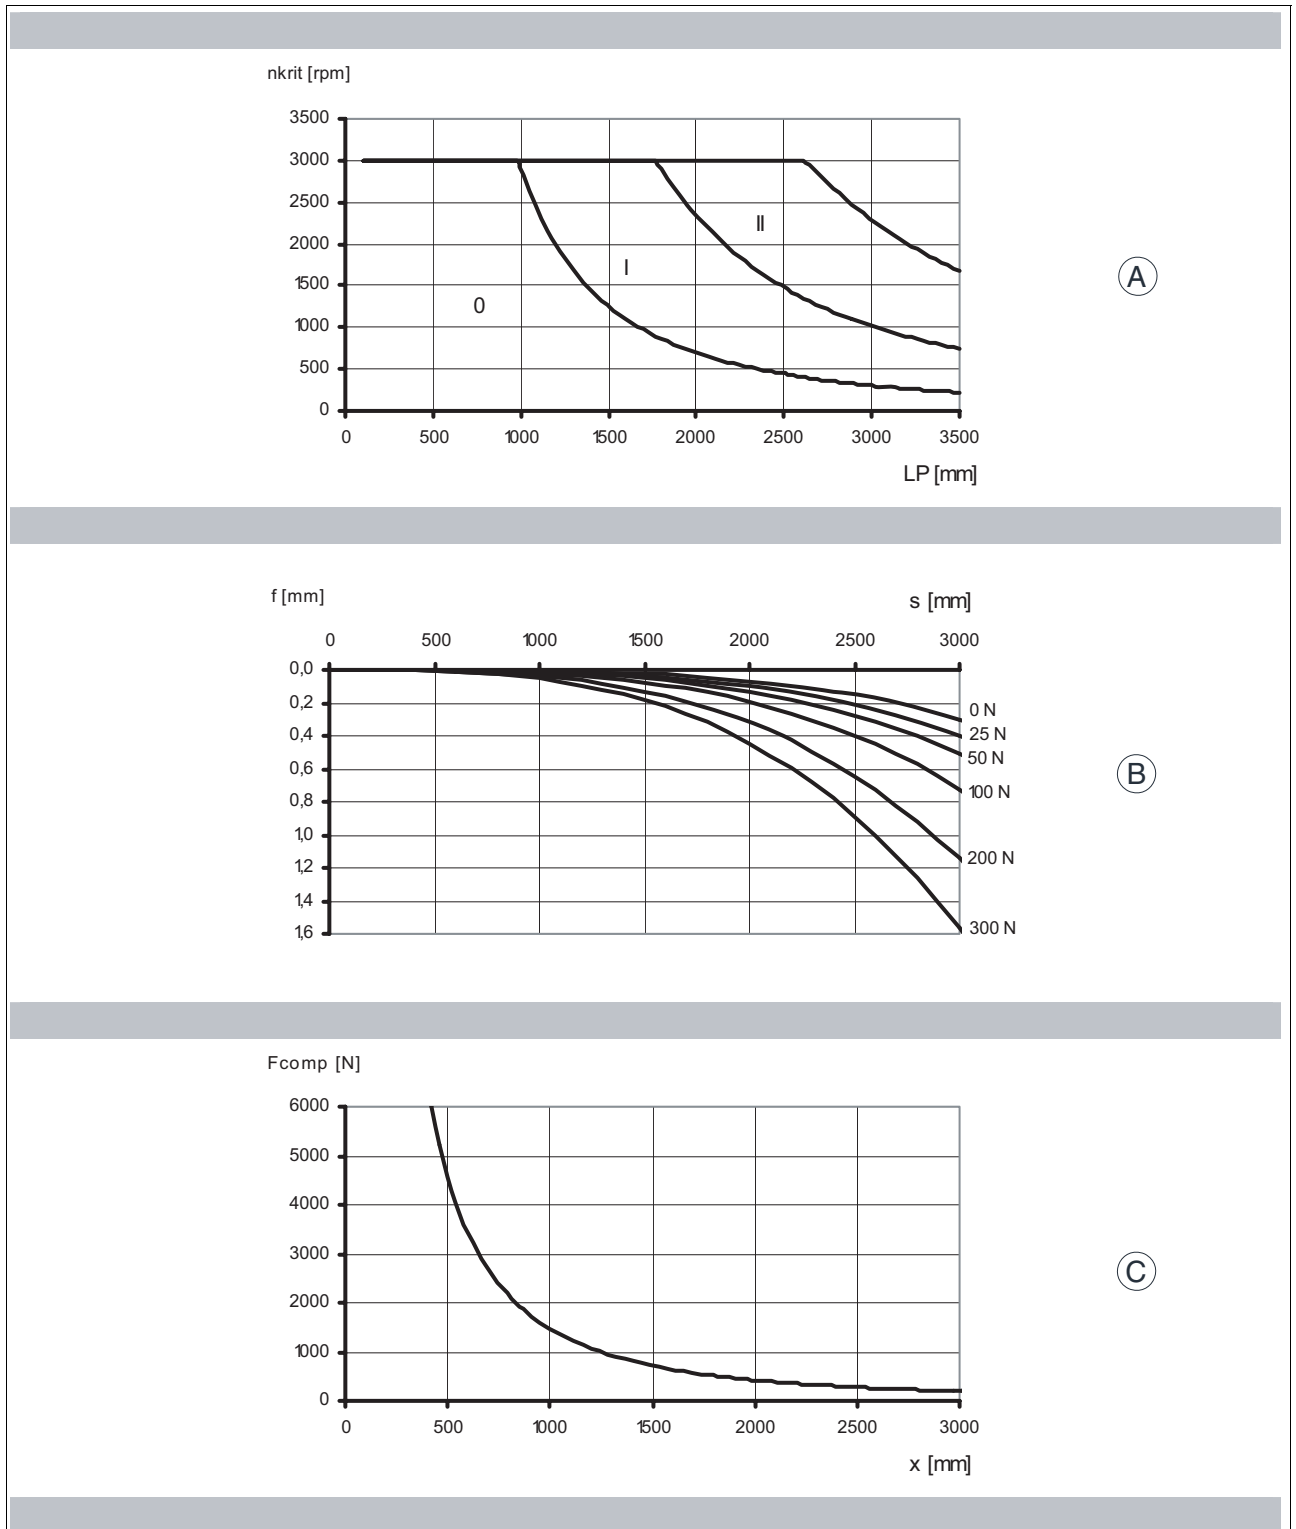 nkrit [rpm]
3500
3000
2500
2000
1500
1000
500
0
0 I II
0 500 1000 1500 2000 2500 3000 3500
LP [mm]
A
f [mm] s [mm]
0 500 1000 1500 2000 2500 3000
0,0
0,2
0,4
0,6
0,8
1,0
1,2
1,4
1,6
0 N
25 N
50 N
100 N
200 N
300 N
B
Fcomp [N]
6000
5000
4000
3000
2000
1000
0
0 500 1000 1500 2000 2500 3000
x [mm]
C